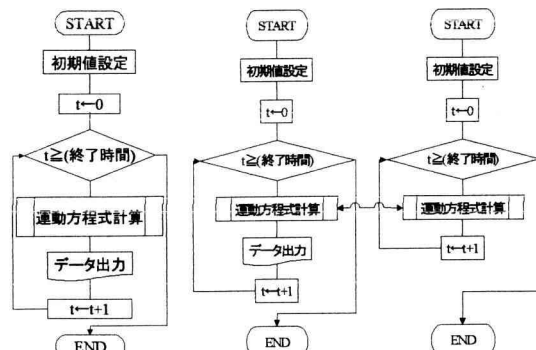 START
初期値設定
t←0
t≧(終了時間)
運動方程式計算
データ出力
t←t+1
END
START
初期値設定
t←0
t≧(終了時間)
運動方程式計算
データ出力
t←t+1
END
START
初期値設定
t←0
t≧(終了時間)
運動方程式計算
t←t+1
END